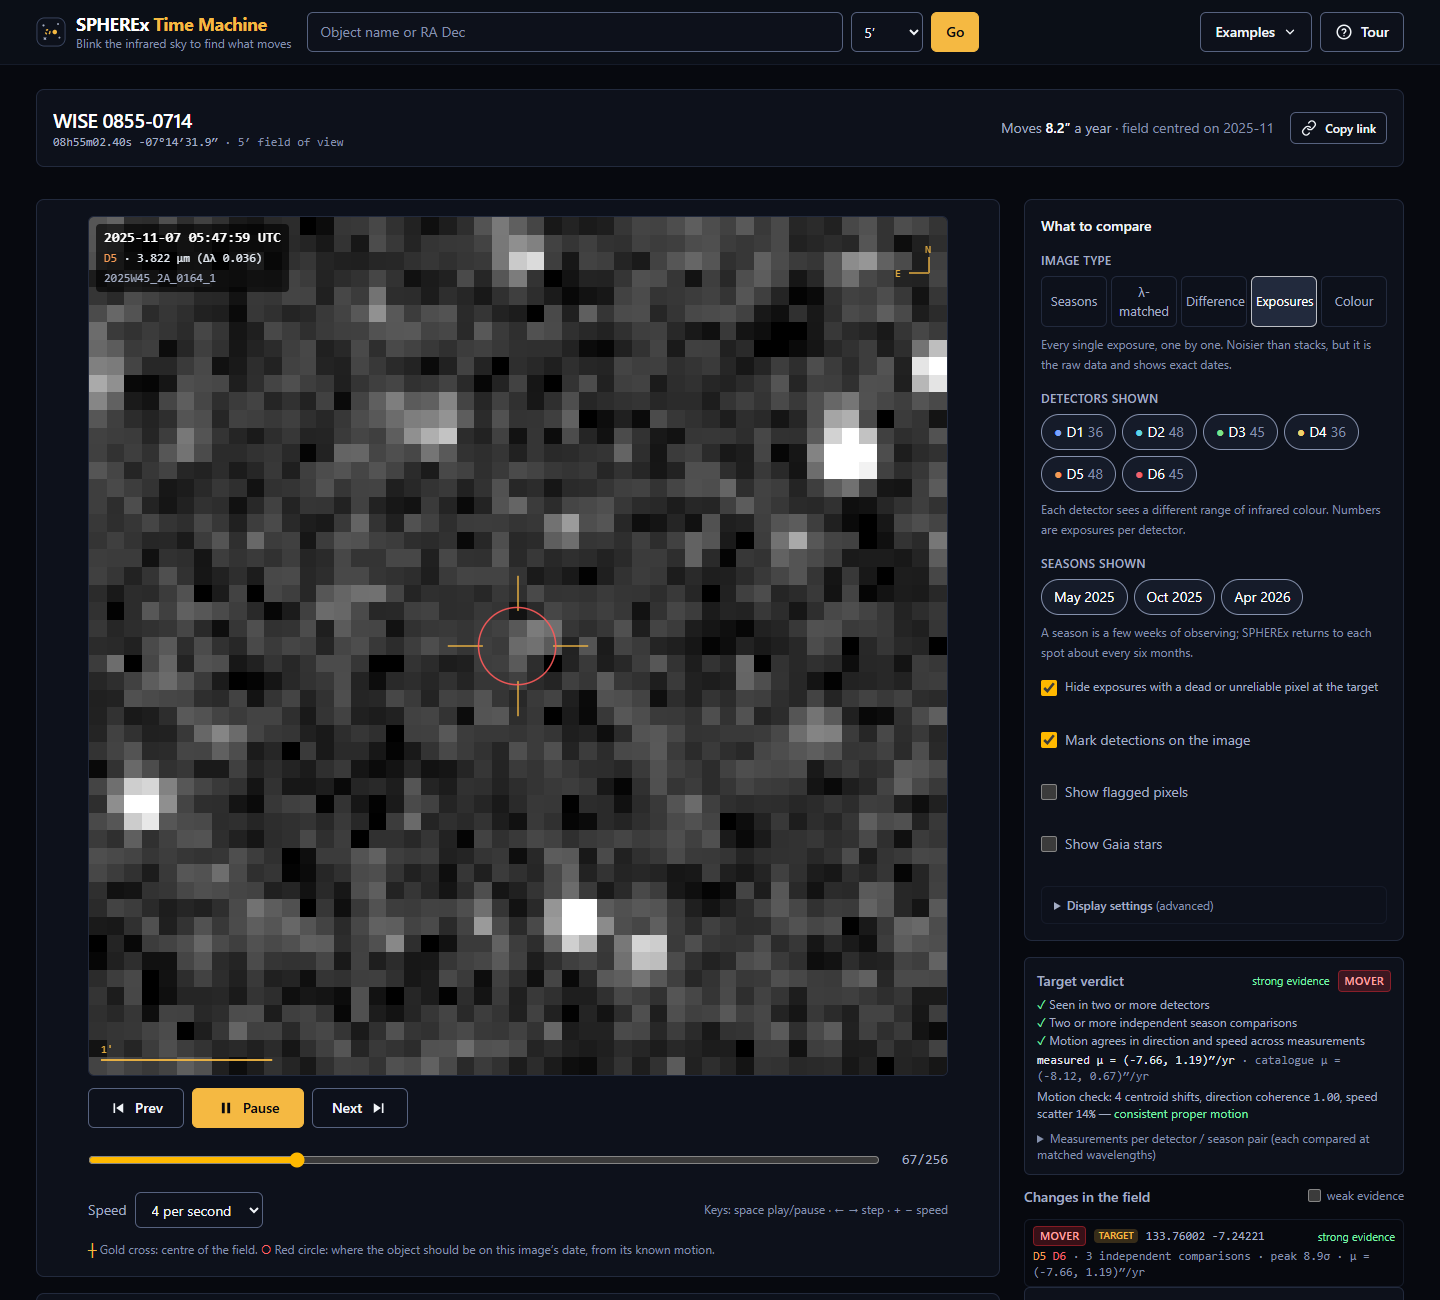 SPHEREx Time Machine
Blink the infrared sky to find what moves
Object name or RA Dec
5′
Go
Examples
Tour
WISE 0855-0714
08h55m02.40s -07°14′31.9″ · 5′ field of view
Moves 8.2″ a year · field centred on 2025-11
Copy link
2025-11-07 05:47:59 UTC
D5 · 3.822 µm (Δλ 0.036)
2025W45_2A_0164_1
N
E
1′
Prev
Pause
Next
67/256
Speed
4 per second
Keys: space play/pause · ← → step · + − speed
Gold cross: centre of the field. Red circle: where the object should be on this image's date, from its known motion.
What to compare
IMAGE TYPE
Seasons
λ-
matched
Difference
Exposures
Colour
Every single exposure, one by one. Noisier than stacks, but it is
the raw data and shows exact dates.
DETECTORS SHOWN
D1 36
D2 48
D3 45
D4 36
D5 48
D6 45
Each detector sees a different range of infrared colour. Numbers
are exposures per detector.
SEASONS SHOWN
May 2025
Oct 2025
Apr 2026
A season is a few weeks of observing; SPHEREx returns to each
spot about every six months.
Hide exposures with a dead or unreliable pixel at the target
Mark detections on the image
Show flagged pixels
Show Gaia stars
Display settings (advanced)
Target verdict
strong evidence
MOVER
✓ Seen in two or more detectors
✓ Two or more independent season comparisons
✓ Motion agrees in direction and speed across measurements
measured µ = (-7.66, 1.19)″/yr · catalogue µ =
(-8.12, 0.67)″/yr
Motion check: 4 centroid shifts, direction coherence 1.00, speed
scatter 14% — consistent proper motion
Measurements per detector / season pair (each compared at
matched wavelengths)
Changes in the field
weak evidence
MOVER
TARGET
133.76002 -7.24221
strong evidence
D5 D6 · 3 independent comparisons · peak 8.9σ · µ =
(-7.66, 1.19)″/yr